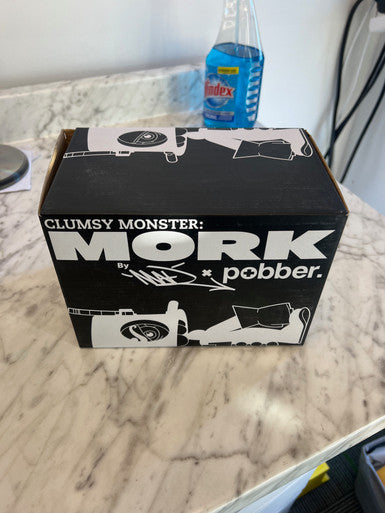 Windex
CLUMSY MONSTER:
MORK
By
× pobber.